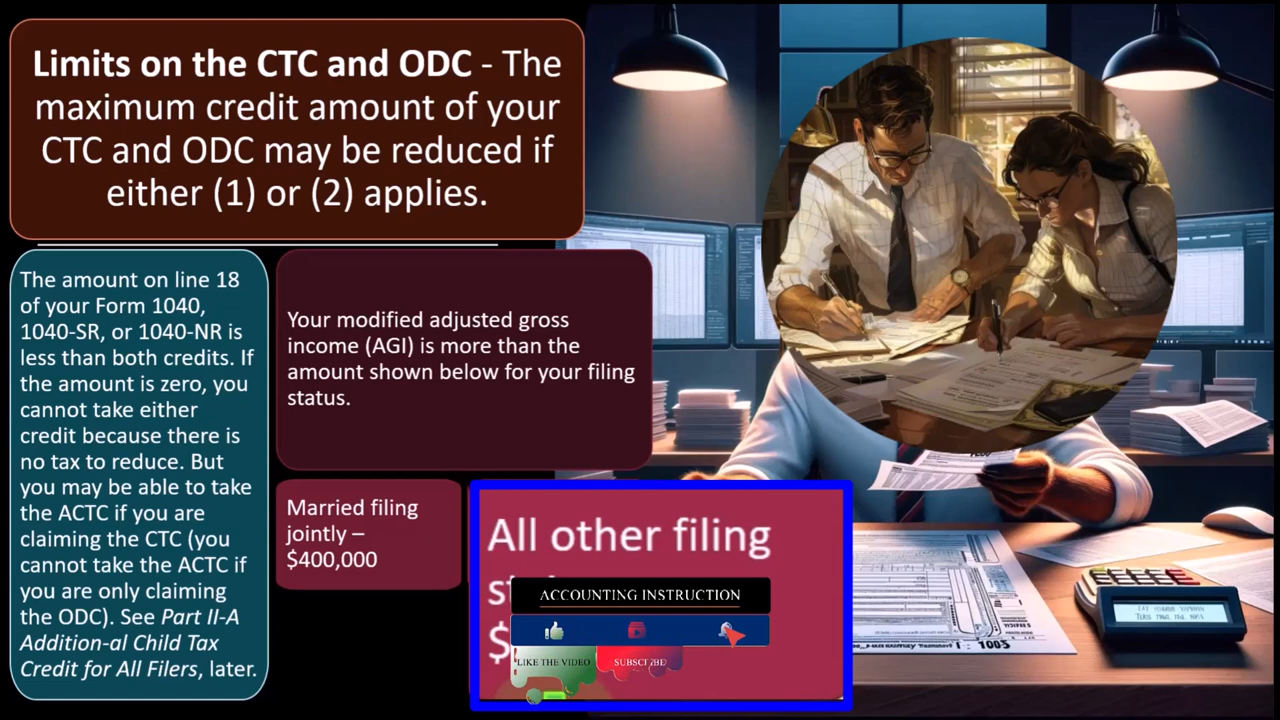 Limits on the CTC and ODC - The
maximum credit amount of your
CTC and ODC may be reduced if
either (1) or (2) applies.
The amount on line 18
of your Form 1040,
1040-SR, or 1040-NR is
less than both credits. If
the amount is zero, you
cannot take either
credit because there is
no tax to reduce. But
you may be able to take
the ACTC if you are
claiming the CTC (you
cannot take the ACTC if
you are only claiming
the ODC). See Part II-A
Addition-al Child Tax
Credit for All Filers, later.
Your modified adjusted gross
income (AGI) is more than the
amount shown below for your filing
status.
Married filing
jointly –
$400,000
All other filing
$
ACCOUNTING INSTRUCTION
LIKE THE VIDEO
SUBSCRIBE